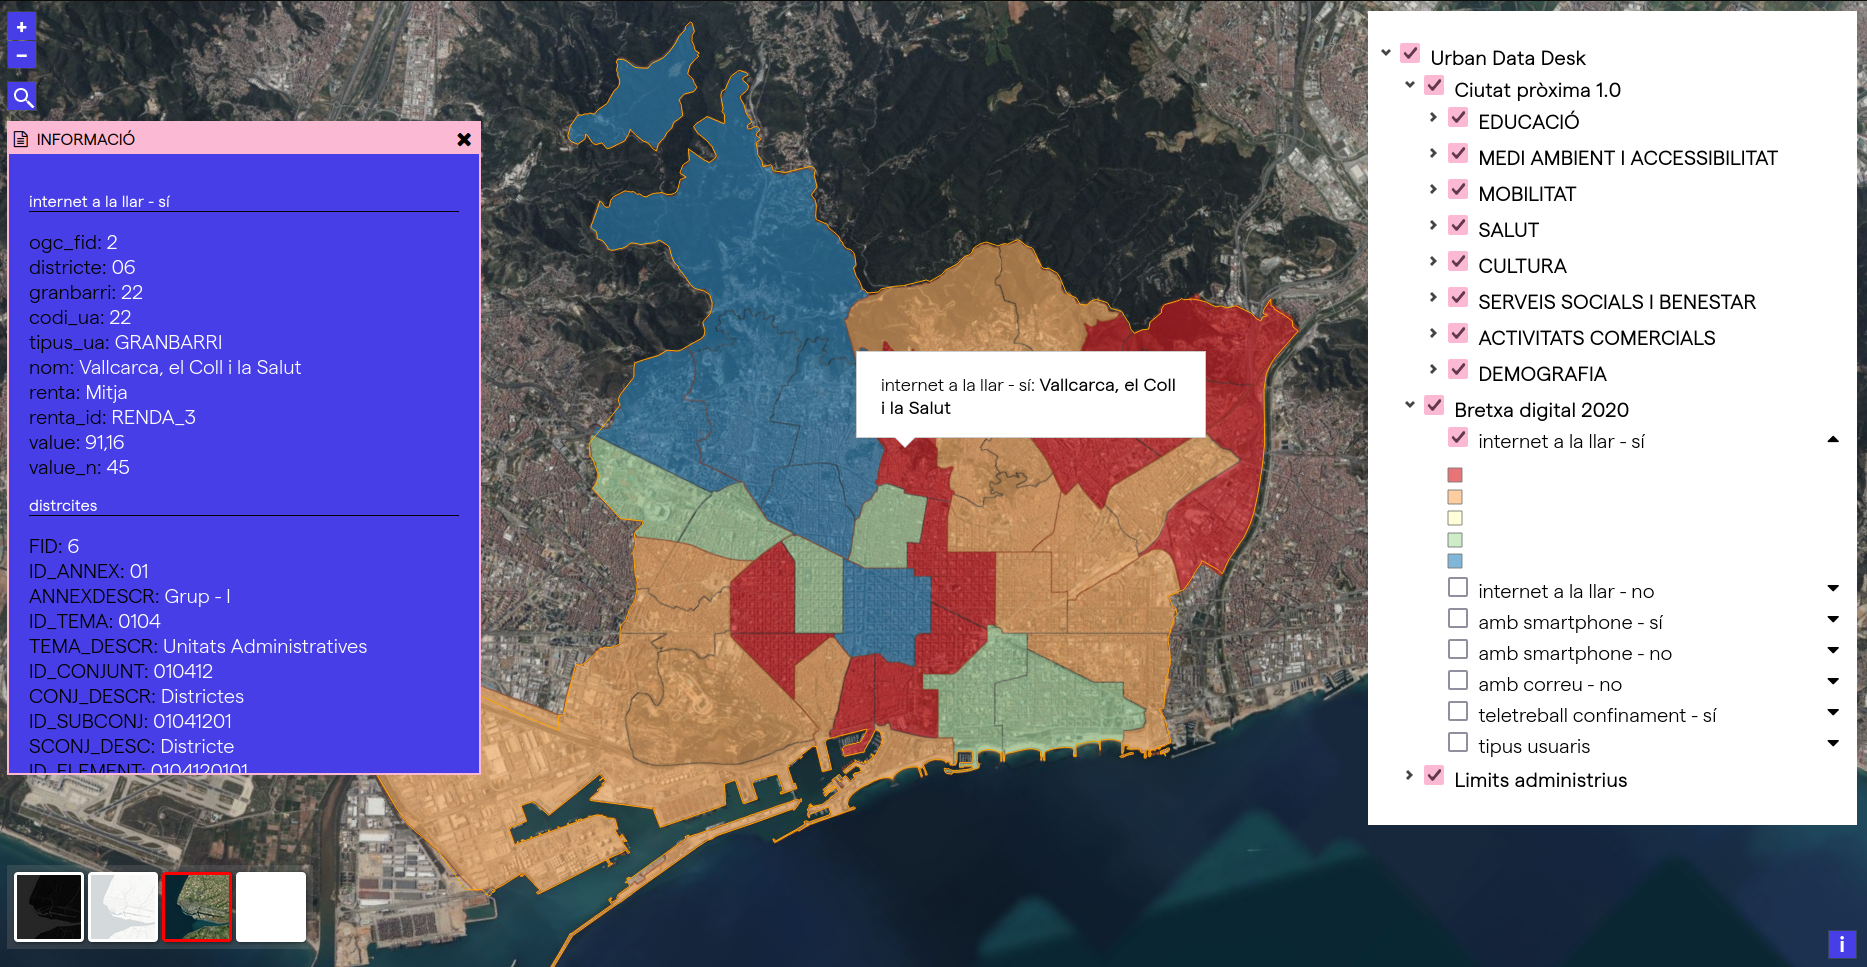 +
−
INFORMACIÓ
internet a la llar - sí
ogc_fid: 2
districte: 06
granbarri: 22
codi_ua: 22
tipus_ua: GRANBARRI
nom: Vallcarca, el Coll i la Salut
renta: Mitja
renta_id: RENDA_3
value: 91,16
value_n: 45
distrcites
FID: 6
ID_ANNEX: 01
ANNEXDESCR: Grup - I
ID_TEMA: 0104
TEMA_DESCR: Unitats Administratives
ID_CONJUNT: 010412
CONJ_DESCR: Districtes
ID_SUBCONJ: 01041201
SCONJ_DESC: Districte
ID_ELEMENT: 0104120101
internet a la llar - sí: Vallcarca, el Coll
i la Salut
Urban Data Desk
Ciutat pròxima 1.0
EDUCACIÓ
MEDI AMBIENT I ACCESSIBILITAT
MOBILITAT
SALUT
CULTURA
SERVEIS SOCIALS I BENESTAR
ACTIVITATS COMERCIALS
DEMOGRAFIA
Bretxa digital 2020
internet a la llar - sí
internet a la llar - no
amb smartphone - sí
amb smartphone - no
amb correu - no
teletreball confinament - sí
tipus usuaris
Limits administrius
i